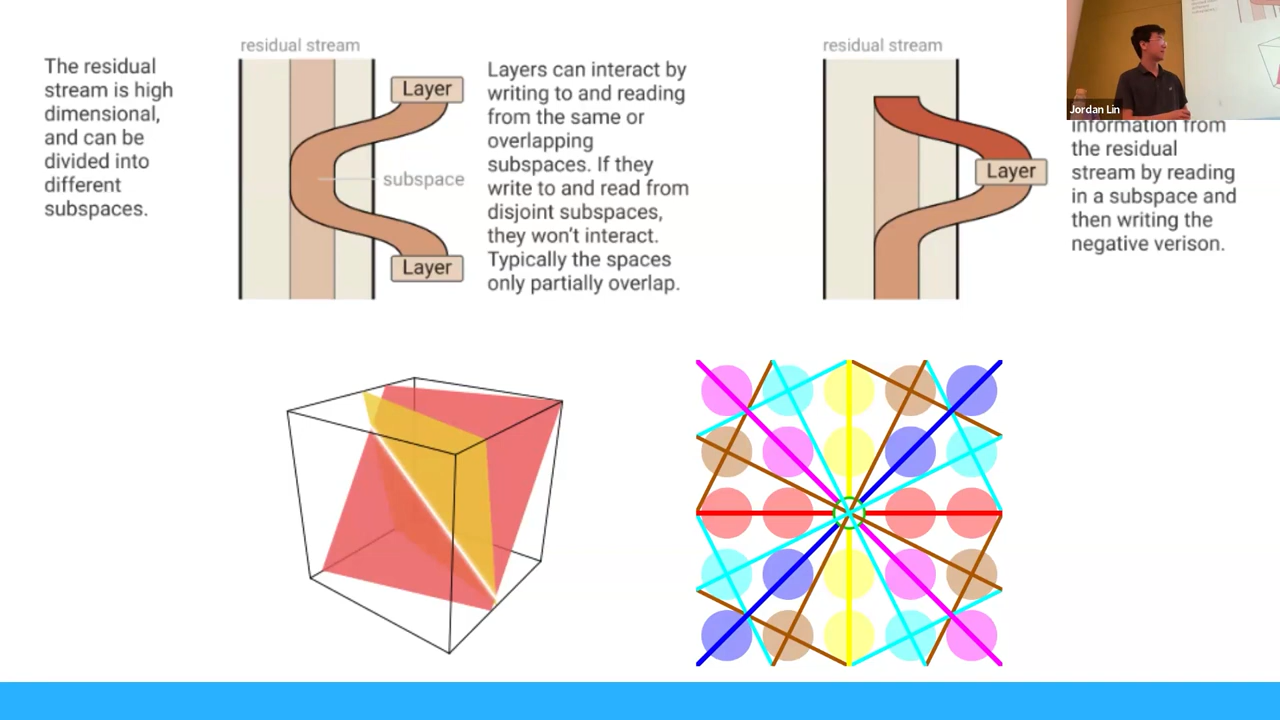 residual stream
The residual
stream is high
dimensional,
and can be
divided into
different
subspaces.
Layer
subspace
Layer
Layers can interact by
writing to and reading
from the same or
overlapping
subspaces. If they
write to and read from
disjoint subspaces,
they won't interact.
Typically the spaces
only partially overlap.
residual stream
Layer
Jordan Lin
information from
the residual
stream by reading
in a subspace and
then writing the
negative verison.